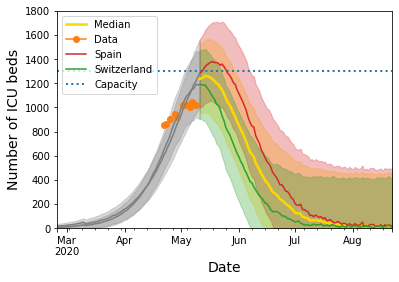 Number of ICU beds
1800
1600
1400
1200
1000
800
600
400
200
0
Median
Data
Spain
Switzerland
Capacity
Mar
2020
Apr
May
Jun
Jul
Aug
Date